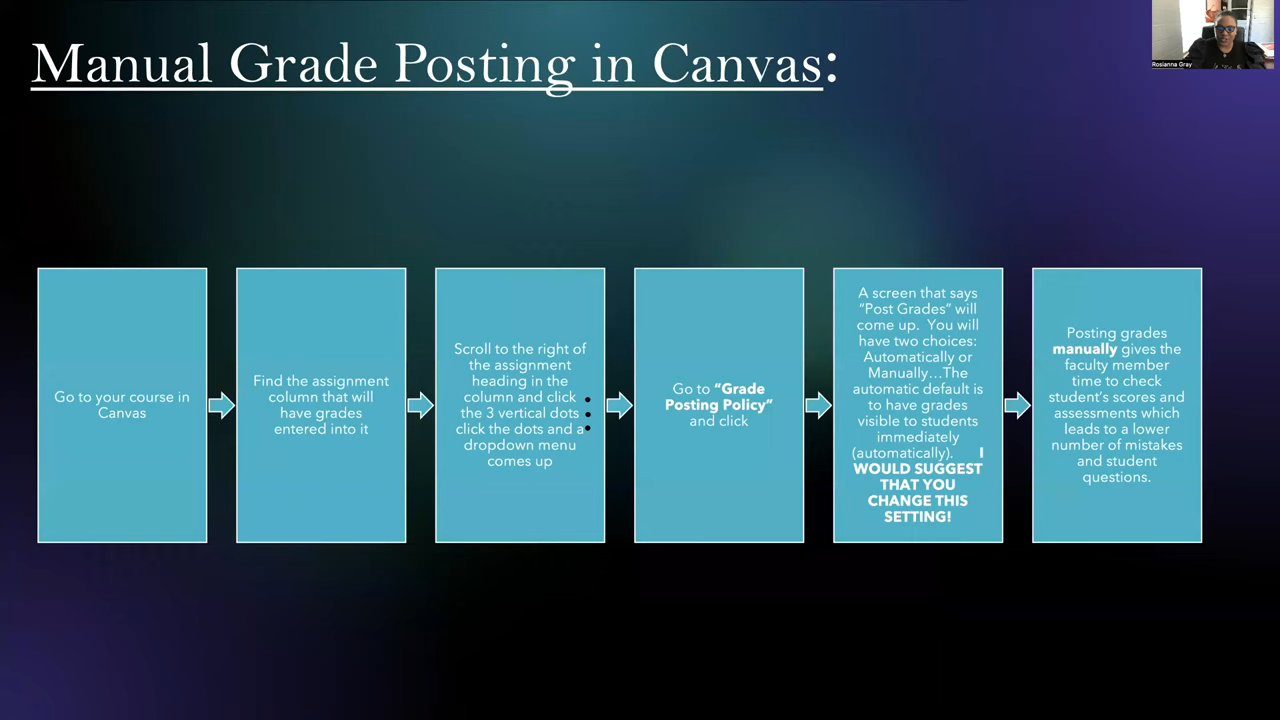 Manual Grade Posting in Canvas:
Rosianna Gray
Go to your course in
Canvas
Find the assignment
column that will
have grades
entered into it
Scroll to the right of
the assignment
heading in the
column and click
the 3 vertical dots
click the dots and a
dropdown menu
comes up
Go to “Grade
Posting Policy”
and click
A screen that says
“Post Grades” will
come up. You will
have two choices:
Automatically or
Manually…The
automatic default is
to have grades
visible to students
immediately
(automatically). I
WOULD SUGGEST
THAT YOU
CHANGE THIS
SETTING!
Posting grades
manually gives the
faculty member
time to check
student’s scores and
assessments which
leads to a lower
number of mistakes
and student
questions.